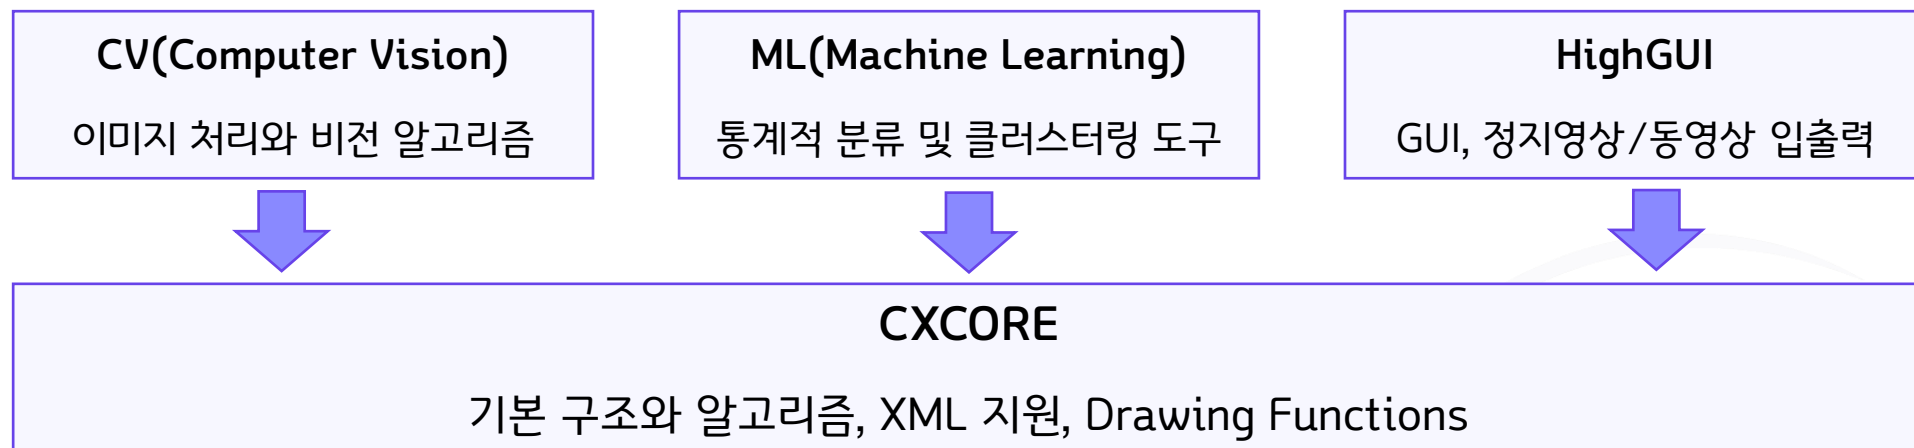 CV(Computer Vision)
이미지 처리와 비전 알고리즘
ML(Machine Learning)
통계적 분류 및 클러스터링 도구
HighGUI
GUI, 정지영상/동영상 입출력
CXCORE
기본 구조와 알고리즘, XML 지원, Drawing Functions